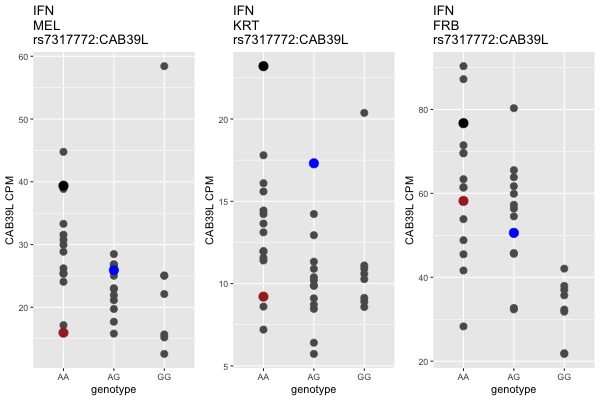 IFN
MEL
rs7317772:CAB39L
60
50
40
30
20
CAB39L CPM
AA AG GG
genotype
IFN
KRT
rs7317772:CAB39L
20
15
10
5
CAB39L CPM
AA AG GG
genotype
IFN
FRB
rs7317772:CAB39L
80
60
40
20
CAB39L CPM
AA AG GG
genotype